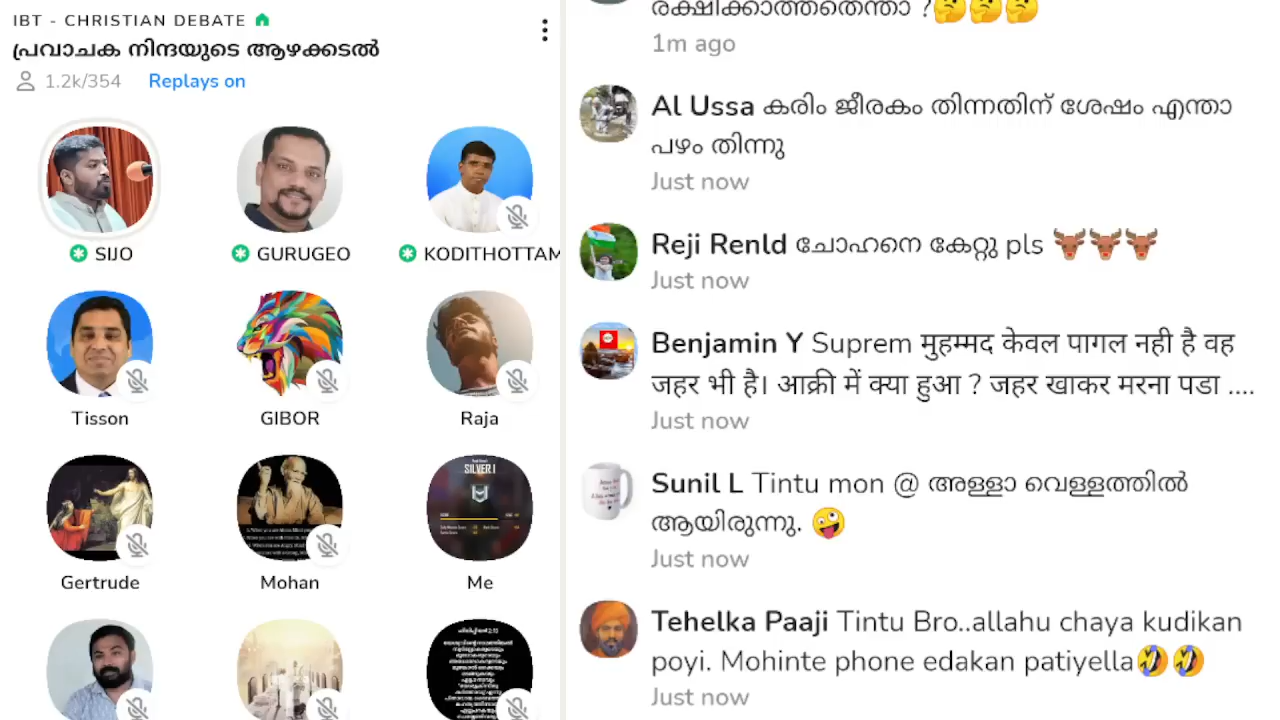 IBT - CHRISTIAN DEBATE
പ്രവാചക നിന്ദയുടെ ആഴക്കടൽ
1.2k/354 Replays on
SIJO
GURUGEO
KODITHOTTAM
Tisson
GIBOR
Raja
SILVER I
Gertrude
Mohan
Me
രക്ഷിക്കാത്തതെന്താ ?🤔🤔🤔
1m ago
Al Ussa കരിം ജീരകം തിന്നതിന് ശേഷം എന്താ
പഴം തിന്നു
Just now
Reji Renld ചോഹനെ കേറ്റു pls 🐮🐮🐮
Just now
Benjamin Y Suprem मुहम्मद केवल पागल नही है वह
जहर भी है। आक्री में क्या हुआ ? जहर खाकर मरना पडा ....
Just now
Sunil L Tintu mon @ അള്ളാ വെള്ളത്തിൽ
ആയിരുന്നു. 🤪
Just now
Tehelka Paaji Tintu Bro..allahu chaya kudikan
poyi. Mohinte phone edakan patiyella🤣🤣
Just now